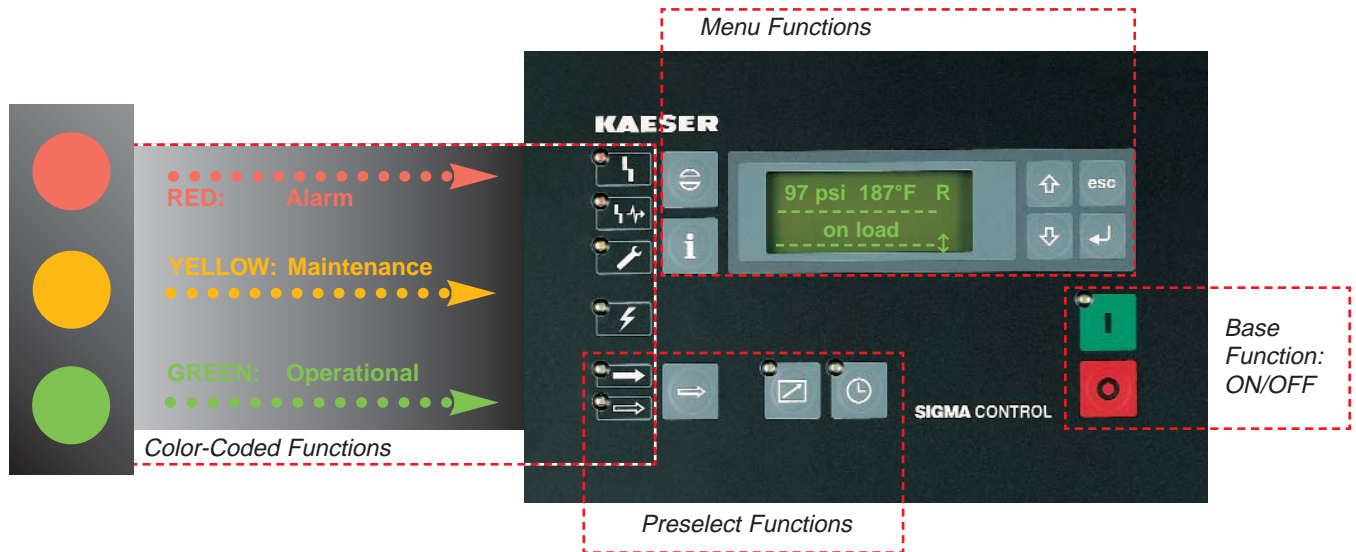 Menu Functions
KAESER
RED: Alarm
97 psi 187°F R
on load
esc
i
YELLOW: Maintenance
I
Base
Function:
ON/OFF
GREEN: Operational
O
SIGMA CONTROL
Color-Coded Functions
Preselect Functions